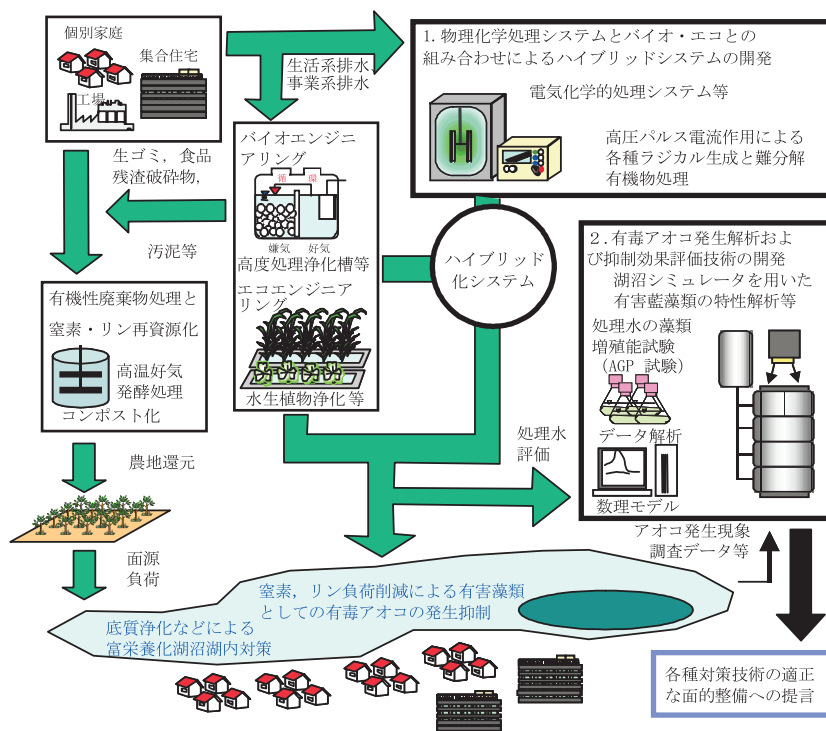 個別家庭
集合住宅
工場
生活系排水,
事業系排水
1．物理化学処理システムとバイオ・エコとの
組み合わせによるハイブリッドシステムの開発
電気化学的処理システム等
高圧パルス電流作用による
各種ラジカル生成と難分解
有機物処理
生ゴミ，食品
残渣破砕物，
汚泥等
バイオエンジニ
アリング
循 環
嫌気 好気
高度処理浄化槽等
エコエンジニア
リング
水生植物浄化等
ハイブリッド
化システム
2．有毒アオコ発生解析およ
び抑制効果評価技術の開発
湖沼シミュレータを用いた
有害藍藻類の特性解析等
処理水の藻類
増殖能試験
（AGP 試験）
データ解析
数理モデル
有機性廃棄物処理と
窒素・リン再資源化
高温好気
発酵処理
コンポスト化
農地還元
処理水
評価
面源
負荷
アオコ発生現象
調査データ等
窒素，リン負荷削減による有害藻類
としての有毒アオコの発生抑制
底質浄化などによる
富栄養化湖沼湖内対策
各種対策技術の適正
な面的整備への提言